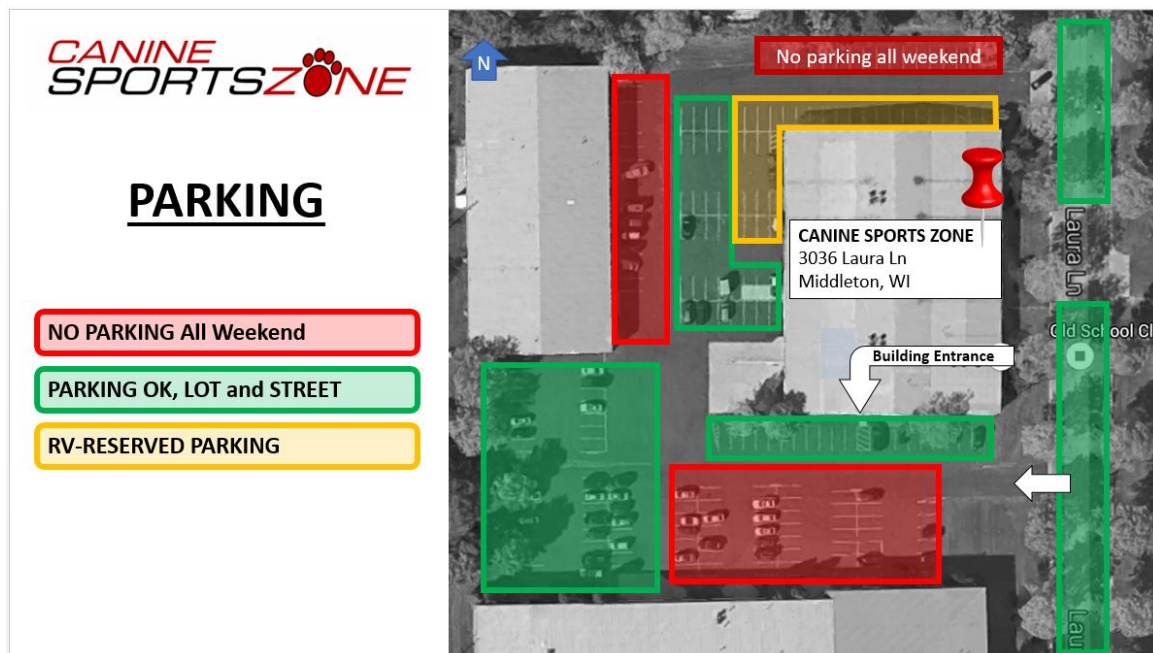 CANINE
SPORTSZONE
PARKING
NO PARKING All Weekend
PARKING OK, LOT and STREET
RV-RESERVED PARKING
N
No parking all weekend
Laura Ln
CANINE SPORTS ZONE
3036 Laura Ln
Middleton, WI
Old School Cl
Building Entrance
Lau